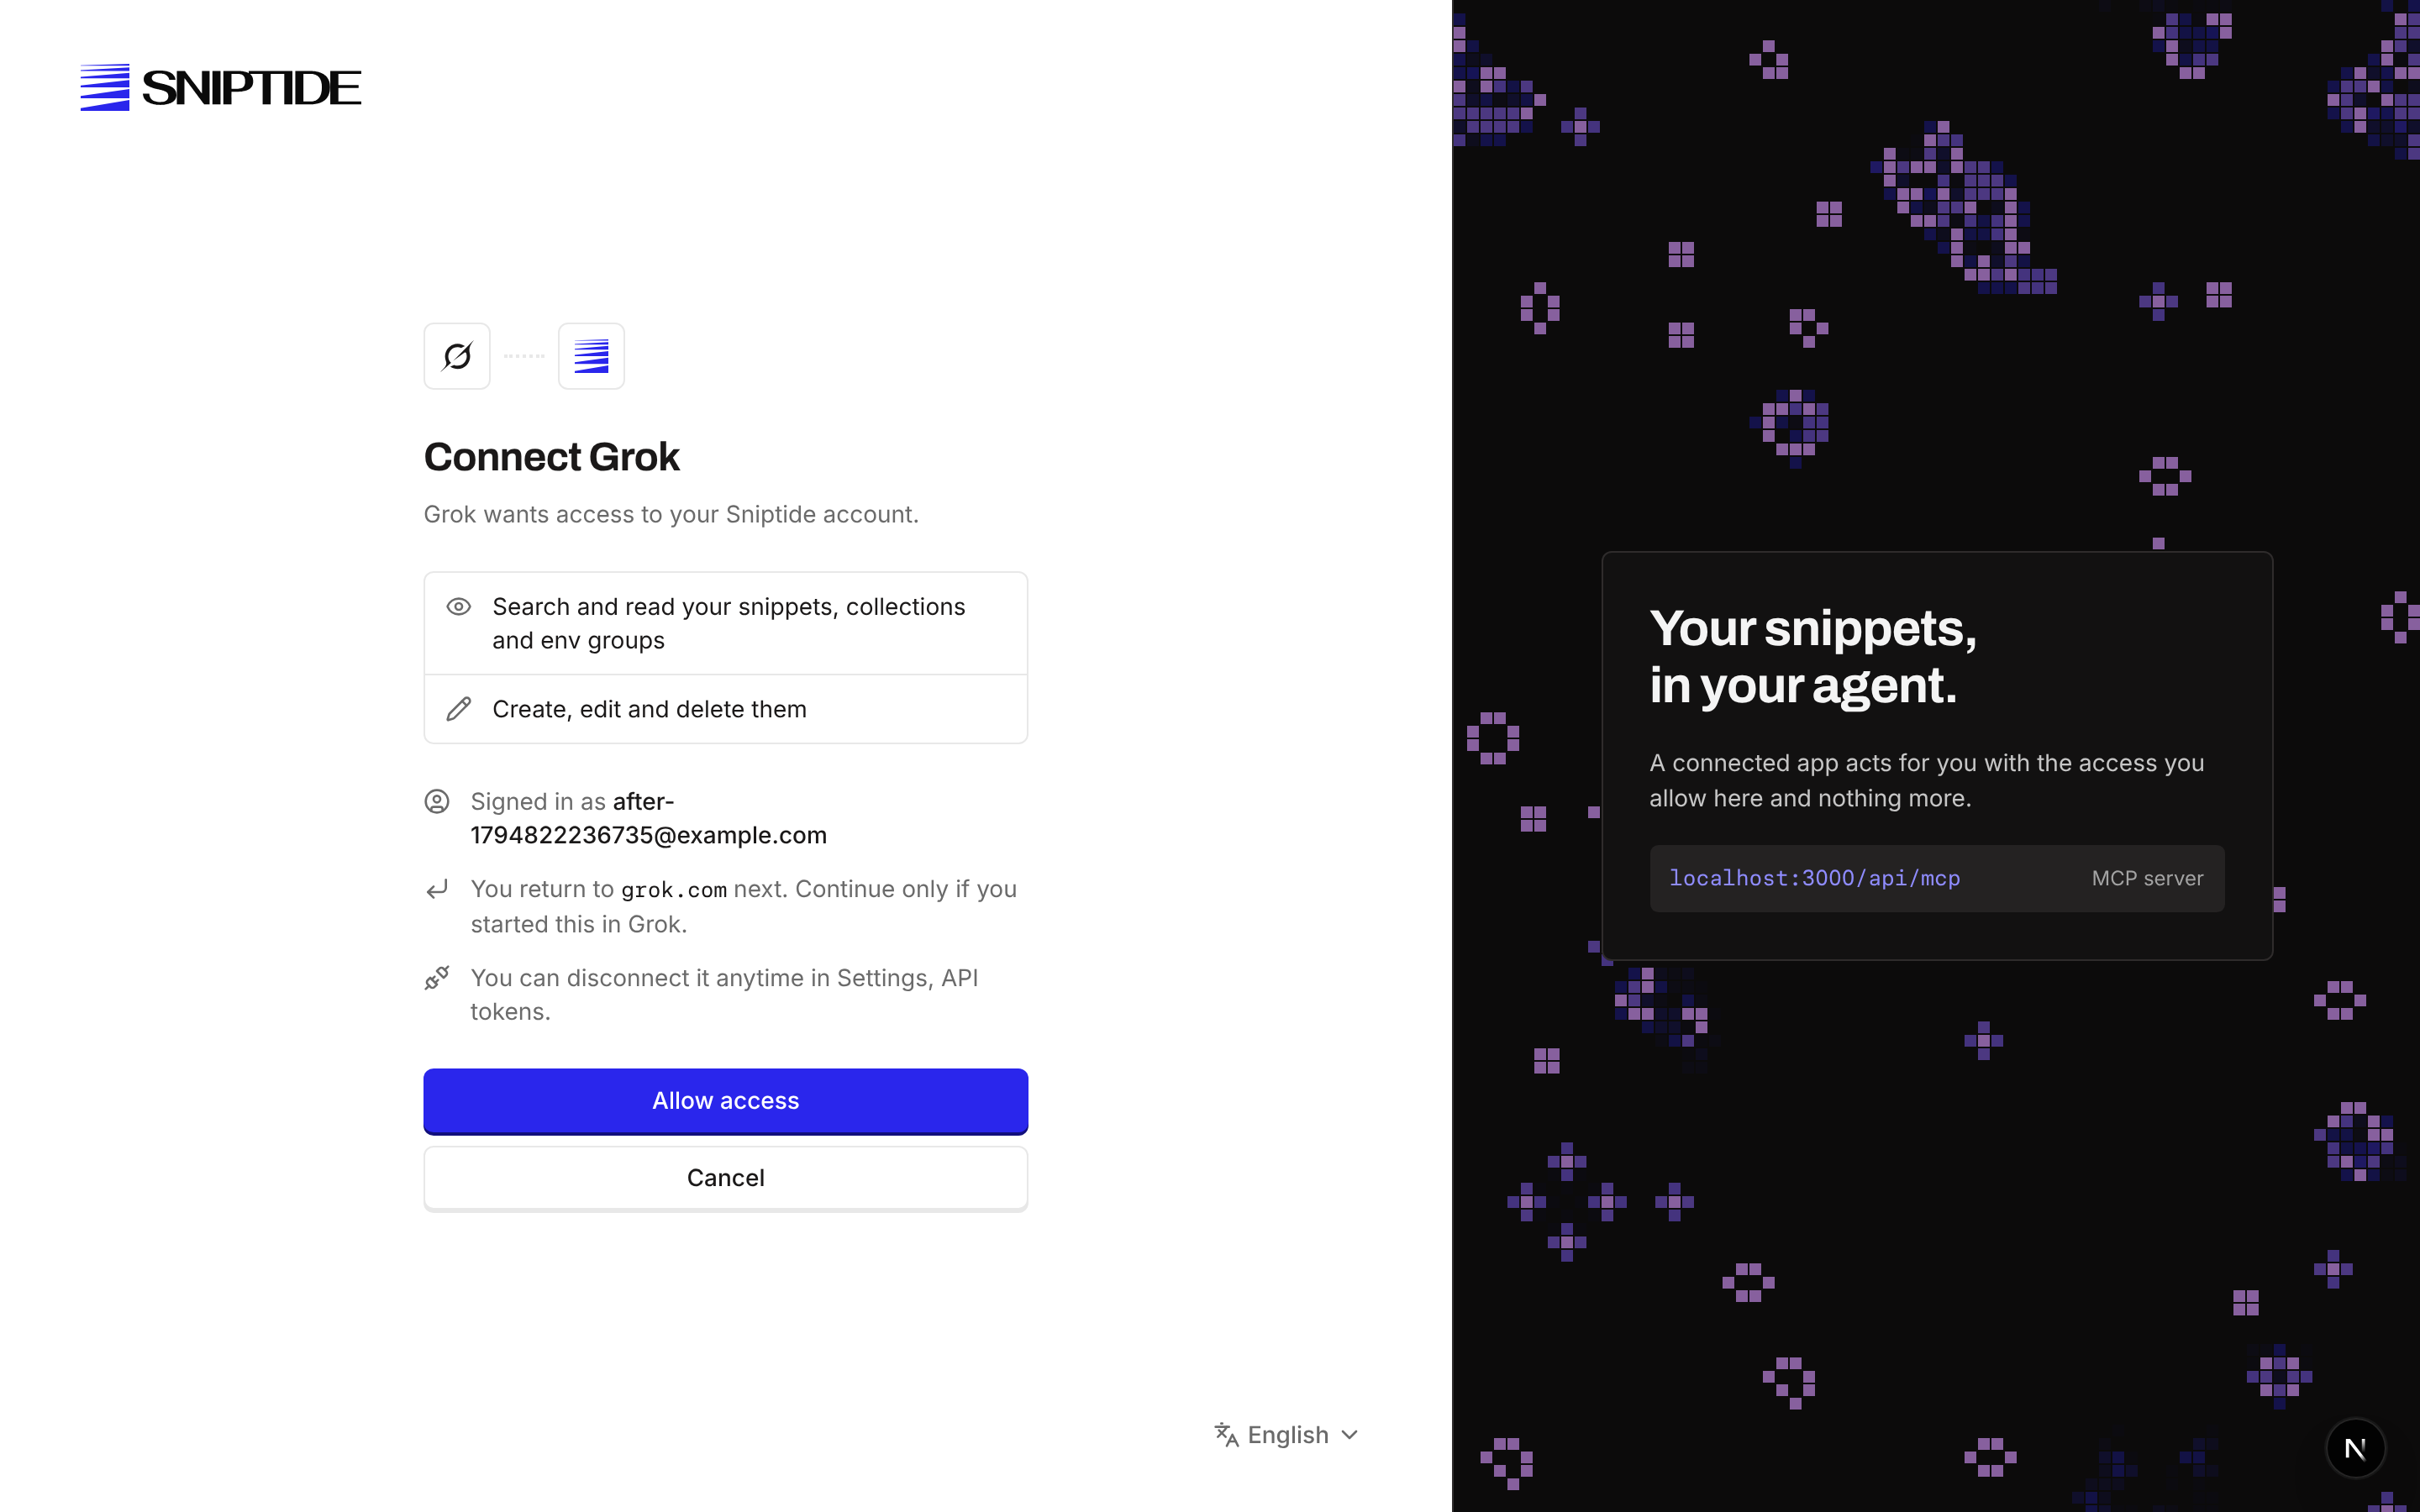 SNIPTIDE
Connect Grok
Grok wants access to your Sniptide account.
Search and read your snippets, collections
and env groups
Create, edit and delete them
Signed in as after-
1794822236735@example.com
You return to grok.com next. Continue only if you
started this in Grok.
You can disconnect it anytime in Settings, API
tokens.
Allow access
Cancel
English
Your snippets,
in your agent.
A connected app acts for you with the access you
allow here and nothing more.
localhost:3000/api/mcp MCP server
N